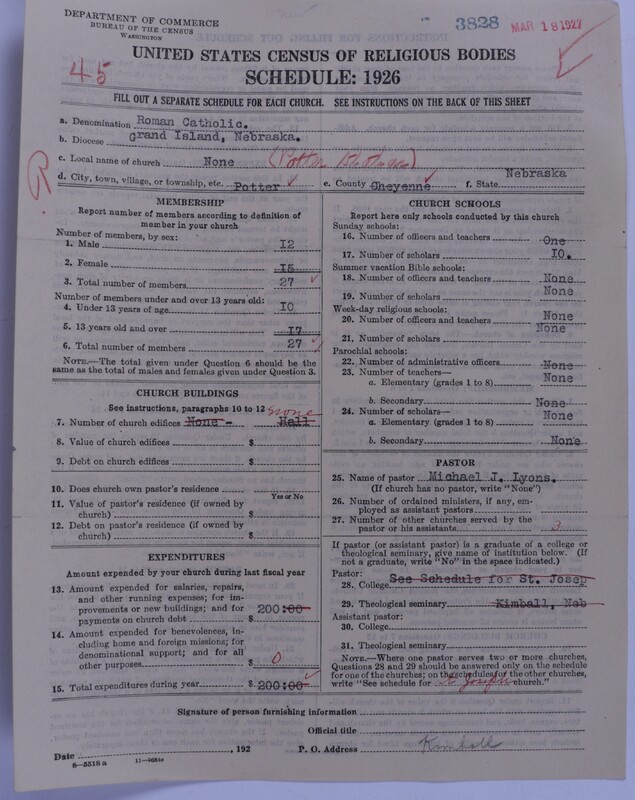 DEPARTMENT OF COMMERCE
BUREAU OF THE CENSUS
WASHINGTON
3828
MAR 18 1927
45
UNITED STATES CENSUS OF RELIGIOUS BODIES
SCHEDULE: 1926
FILL OUT A SEPARATE SCHEDULE FOR EACH CHURCH. SEE INSTRUCTIONS ON THE BACK OF THIS SHEET
a. Denomination Roman Catholic.
b. Diocese Grand Island, Nebraska.
c. Local name of church None (Potter
d. City, town, village, or township, etc. Potter e. County Cheyenne f. State Nebraska
MEMBERSHIP
Report number of members according to definition of member in your church
Number of members, by sex:
1. Male 12
2. Female 15
3. Total number of members 27
Number of members under and over 13 years old:
4. Under 13 years of age 10
5. 13 years old and over 17
6. Total number of members 27
NOTE.—The total given under Question 6 should be the
same as the total of males and females given under Question 3.
CHURCH BUILDINGS
See instructions, paragraphs 10 to 12 None
7. Number of church edifices None - Hall
8. Value of church edifices $
9. Debt on church edifices $
10. Does church own pastor's residence
Yes or No
11. Value of pastor's residence (if owned by
church) $
12. Debt on pastor's residence (if owned by
church) $
EXPENDITURES
Amount expended by your church during last fiscal year
13. Amount expended for salaries, repairs,
and other running expenses; for im-
provements or new buildings; and for
payments on church debt $ 200:00
14. Amount expended for benevolences, in-
cluding home and foreign missions; for
denominational support; and for all
other purposes $ 0
15. Total expenditures during year $ 200:00
CHURCH SCHOOLS
Report here only schools conducted by this church
Sunday schools:
16. Number of officers and teachers One
17. Number of scholars 10.
Summer vacation Bible schools:
18. Number of officers and teachers None
19. Number of scholars None
Week-day religious schools:
20. Number of officers and teachers None
21. Number of scholars None
Parochial schools:
22. Number of administrative officers None
23. Number of teachers—
a. Elementary (grades 1 to 8) None
b. Secondary None
24. Number of scholars—
a. Elementary (grades 1 to 8) None
b. Secondary None
PASTOR
25. Name of pastor Michael J. Lyons.
(If church has no pastor, write "None")
26. Number of ordained ministers, if any, em-
ployed as assistant pastors
27. Number of other churches served by the
pastor or his assistants 3
If pastor (or assistant pastor) is a graduate of a college or
theological seminary, give name of institution below. (If
not a graduate, write "No" in the space indicated.)
Pastor:
28. College See Schedule for St. Josep
29. Theological seminary Kimball, Neb
Assistant pastor:
30. College
31. Theological seminary
NOTE.—Where one pastor serves two or more churches,
Questions 28 and 29 should be answered only on the schedule
for one of the churches; on the schedules for the other churches,
write "See schedule for St Joseph church."
Signature of person furnishing information
Official title
Date , 192 P. O. Address Kimball
8-5518 a 11-9684a